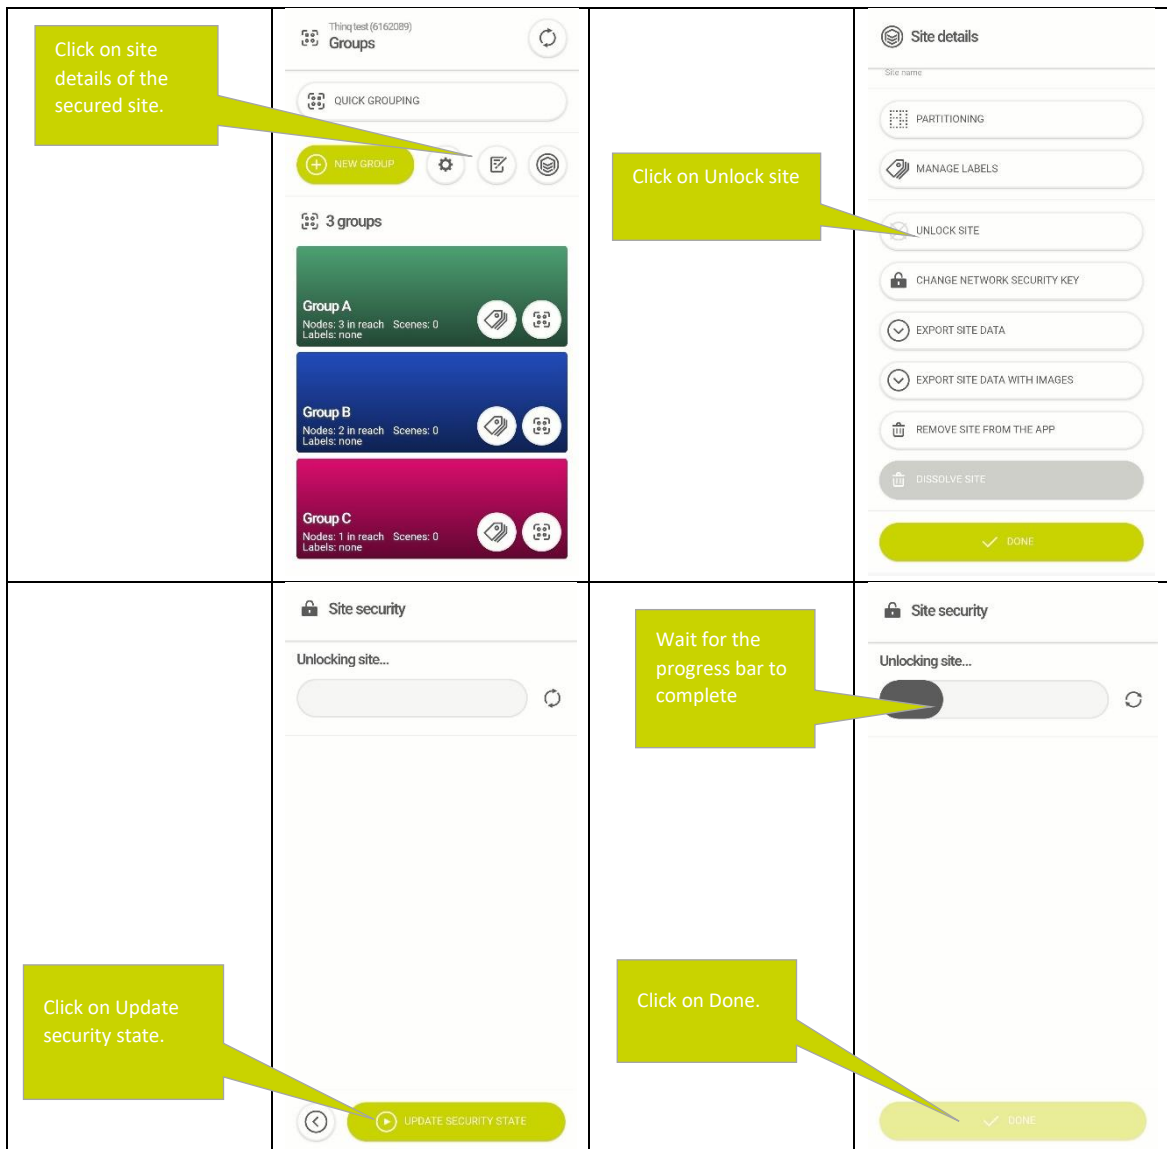 Click on site
details of the
secured site.
Thinq test (6162089)
Groups
QUICK GROUPING
NEW GROUP
3 groups
Group A
Nodes: 3 in reach Scenes: 0
Labels: none
Group B
Nodes: 2 in reach Scenes: 0
Labels: none
Group C
Nodes: 1 in reach Scenes: 0
Labels: none
Click on Unlock site
Site details
Site name
PARTITIONING
MANAGE LABELS
UNLOCK SITE
CHANGE NETWORK SECURITY KEY
EXPORT SITE DATA
EXPORT SITE DATA WITH IMAGES
REMOVE SITE FROM THE APP
DISSOLVE SITE
DONE
Click on Update
security state.
Site security
Unlocking site...
UPDATE SECURITY STATE
Wait for the
progress bar to
complete
Click on Done.
Site security
Unlocking site...
DONE